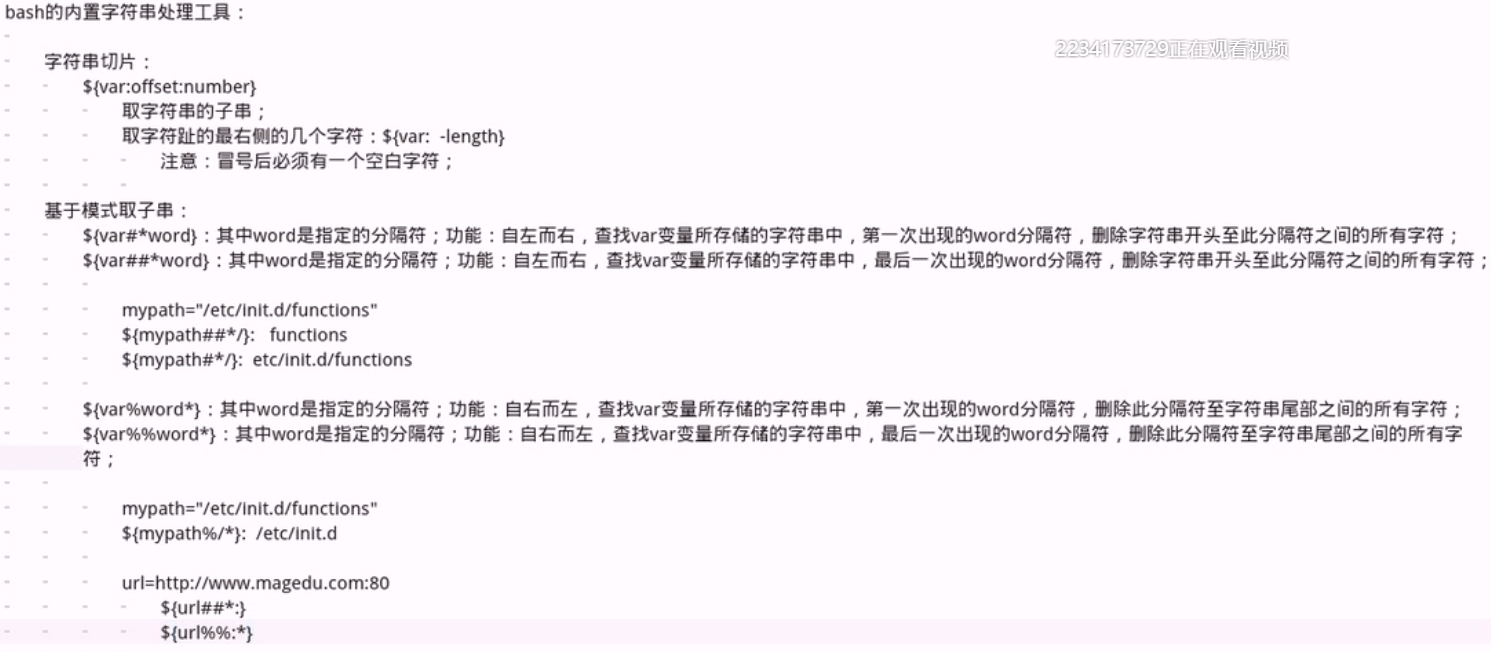 bash的内置字符串处理工具：
2234173729正在观看视频
字符串切片：
${var:offset:number}
取字符串的子串；
取字符趾的最右侧的几个字符：${var:  -length}
注意：冒号后必须有一个空白字符；
基于模式取子串：
${var#*word}：其中word是指定的分隔符；功能：自左而右，查找var变量所存储的字符串中，第一次出现的word分隔符，删除字符串开头至此分隔符之间的所有字符；
${var##*word}：其中word是指定的分隔符；功能：自左而右，查找var变量所存储的字符串中，最后一次出现的word分隔符，删除字符串开头至此分隔符之间的所有字符；
mypath="/etc/init.d/functions"
${mypath##*/}:   functions
${mypath#*/}:  etc/init.d/functions
${var%word*}：其中word是指定的分隔符；功能：自右而左，查找var变量所存储的字符串中，第一次出现的word分隔符，删除此分隔符至字符串尾部之间的所有字符；
${var%%word*}：其中word是指定的分隔符；功能：自右而左，查找var变量所存储的字符串中，最后一次出现的word分隔符，删除此分隔符至字符串尾部之间的所有字
符；
mypath="/etc/init.d/functions"
${mypath%/*}:  /etc/init.d
url=http://www.magedu.com:80
${url##*:}
${url%%:*}